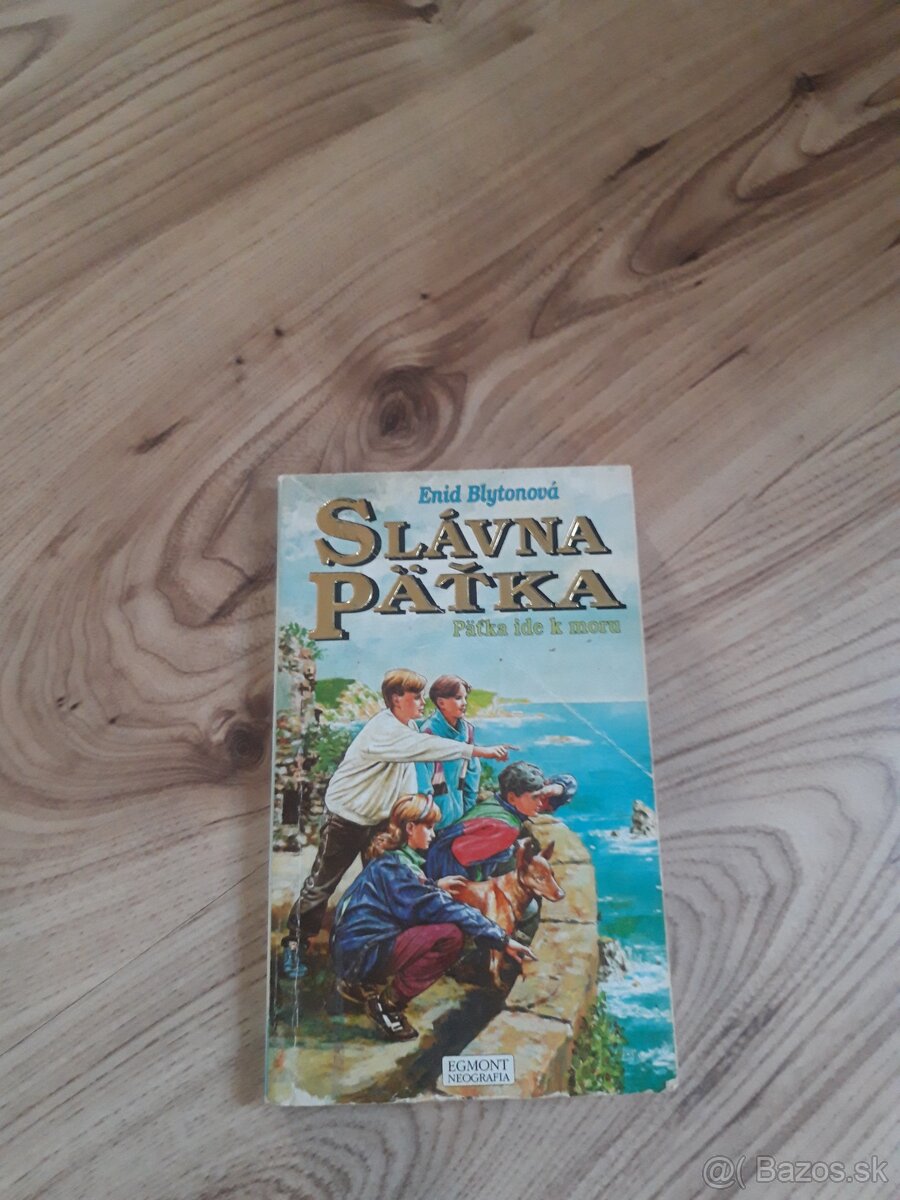 Enid Blytonová
SLÁVNA
PÄŤKA
Päťka ide k moru
EGMONT
NEOGRAFIA
@( Bazos.sk